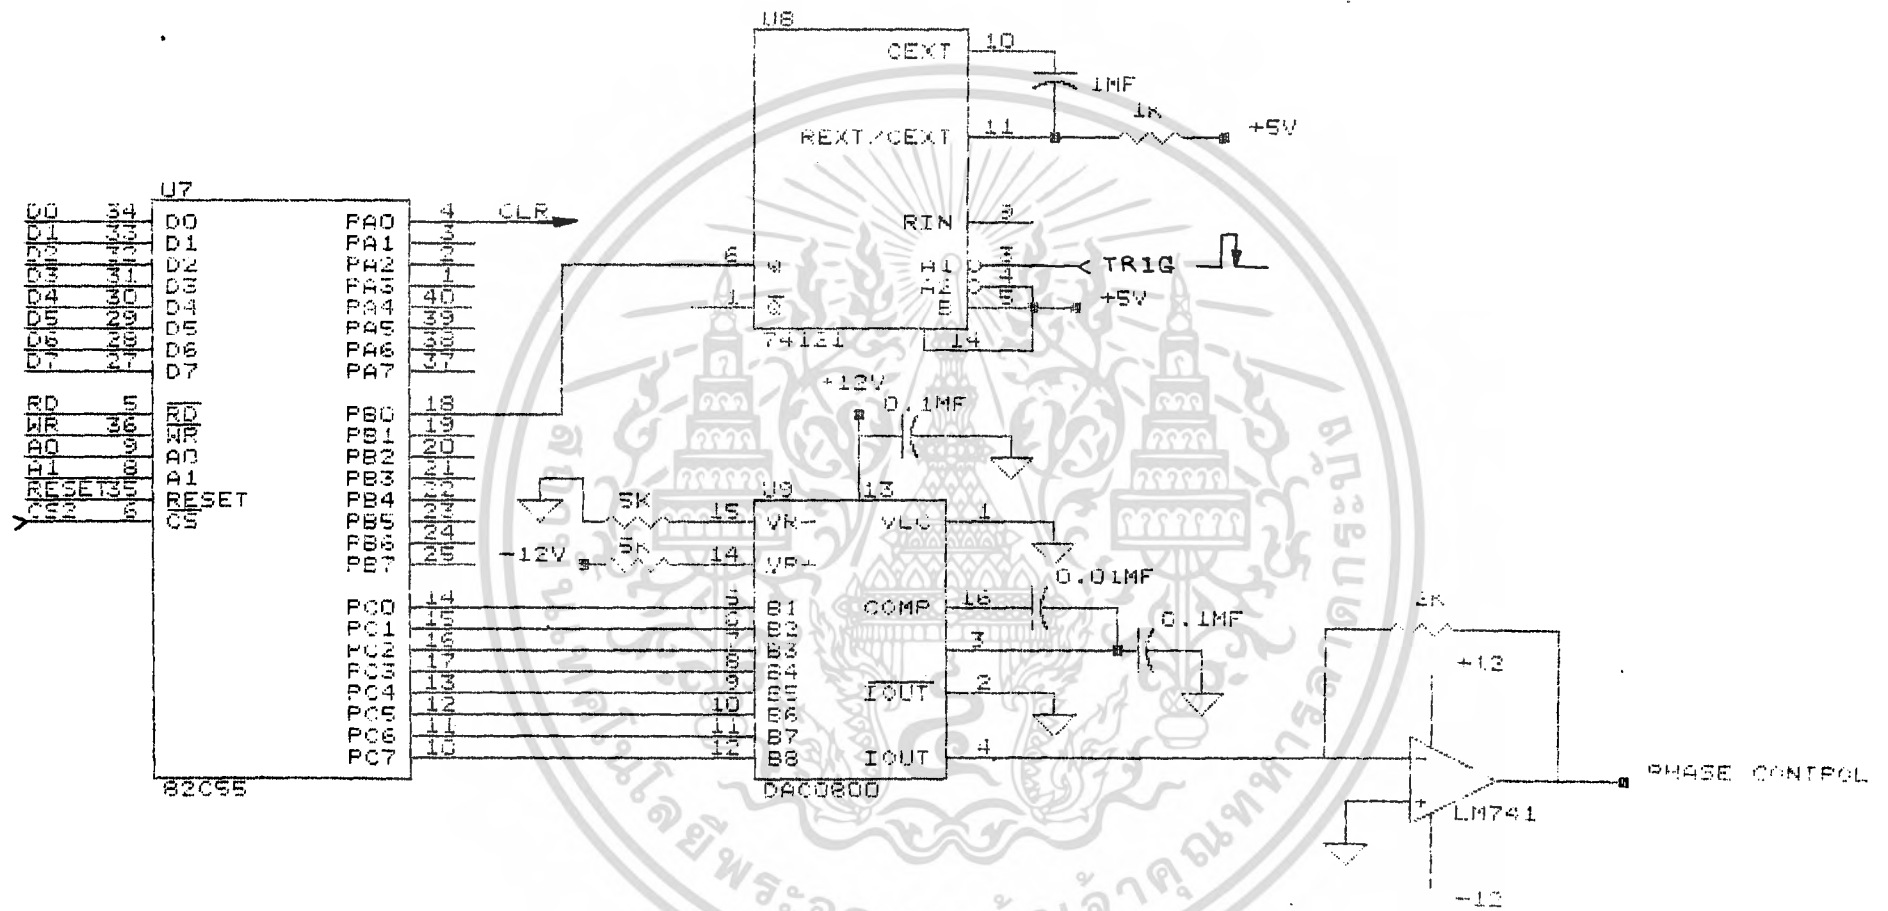 U8
CEXT
10
1MF
1K
REXT/CEXT
11
+5V
U7
D0 34 D0
D1 33 D1
D2 32 D2
D3 31 D3
D4 30 D4
D5 29 D5
D6 28 D6
D7 27 D7
RD 5 RD
WR 36 WR
A0 9 A0
A1 8 A1
RESET 35 RESET
CS2 6 CS
PA0 4 CLR
PA1 3
PA2 2
PA3 1
PA4 40
PA5 39
PA6 38
PA7 37
PB0 18
PB1 19
PB2 20
PB3 21
PB4 22
PB5 23
PB6 24
PB7 25
PC0 14
PC1 15
PC2 16
PC3 17
PC4 13
PC5 12
PC6 11
PC7 10
82C55
RIN 9
6 Q
1 Q
A1 3 TRIG
A2 4
B 5
+5V
74121
14
+12V
0.1MF
U9
13
5K
15 VR-
VLC 1
-12V
5K
14 VR+
0.01MF
5 B1
6 B2
7 B3
8 B4
9 B5
10 B6
11 B7
12 B8
COMP 16
0.1MF
3
IOUT 2
IOUT 4
DAC0800
+12
LM741
-12
PHASE CONTROL